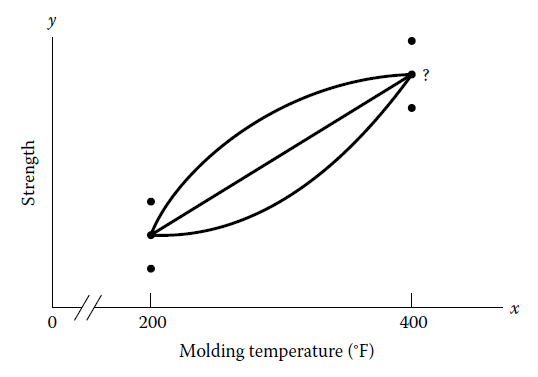 y
?
Strength
x
0
200
400
Molding temperature (°F)